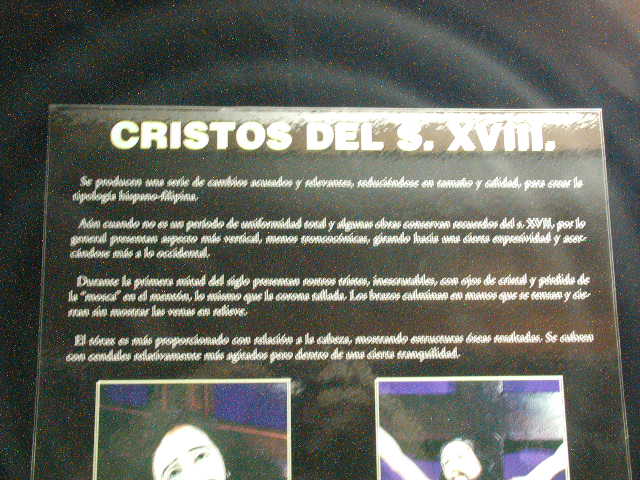 CRISTOS DEL S. XVIII.
Se producen una serie de cambios acusados y relevantes, reduciéndose en tamaño y calidad, para crear la
tipología hispano-filipina.
Aún cuando no es un periodo de uniformidad total y algunas obras conservan recuerdos del s. XVII, por lo
general presentan aspecto más vertical, menos troncocónicas, girando hacia una cierta expresividad y acer-
cándose más a lo occidental.
Durante la primera mitad del siglo presentan rostros tristes, inescrutables, con ojos de cristal y pérdida de
la "mosca" en el mentón, lo mismo que la corona tallada. Los brazos culminan en manos que se tensan y cie-
rran sin mostrar las venas en relieve.
El tórax es más proporcionado con relación a la cabeza, mostrando estructuras óseas resaltadas. Se cubren
con cendales relativamente más agitados pero dentro de una cierta tranquilidad.